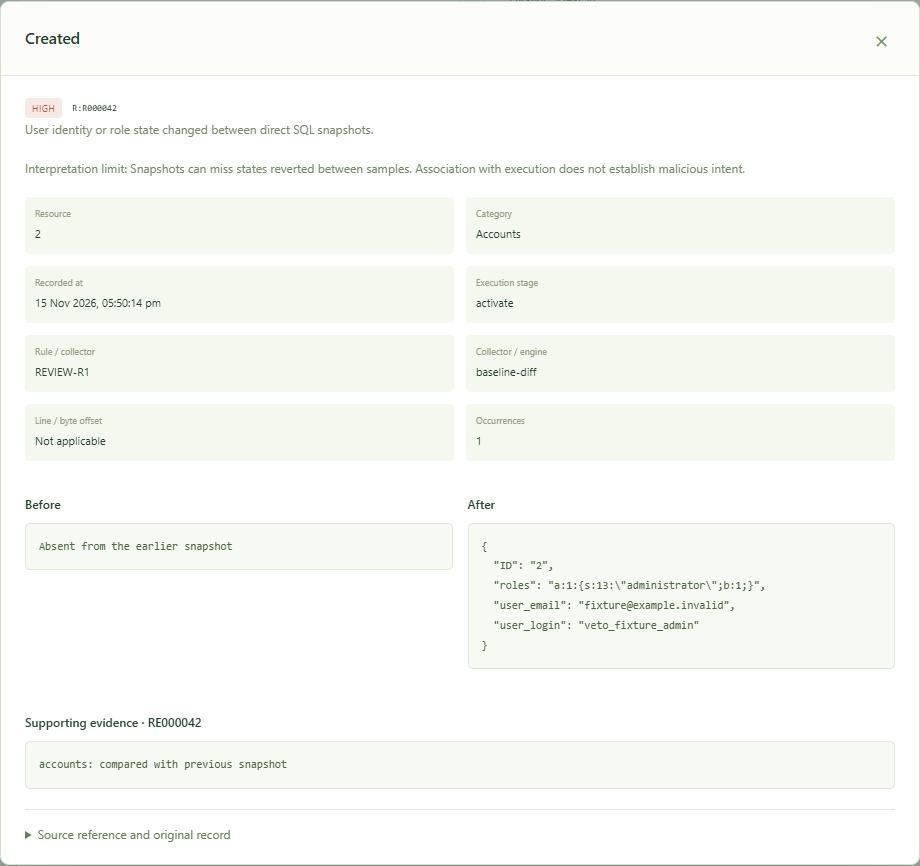 Created
HIGH R:R000042
User identity or role state changed between direct SQL snapshots.
Interpretation limit: Snapshots can miss states reverted between samples. Association with execution does not establish malicious intent.
Resource
2
Category
Accounts
Recorded at
15 Nov 2026, 05:50:14 pm
Execution stage
activate
Rule / collector
REVIEW-R1
Collector / engine
baseline-diff
Line / byte offset
Not applicable
Occurrences
1
Before
Absent from the earlier snapshot
After
{
"ID": "2",
"roles": "a:1:{s:13:\"administrator\";b:1;}",
"user_email": "fixture@example.invalid",
"user_login": "veto_fixture_admin"
}
Supporting evidence · RE000042
accounts: compared with previous snapshot
Source reference and original record